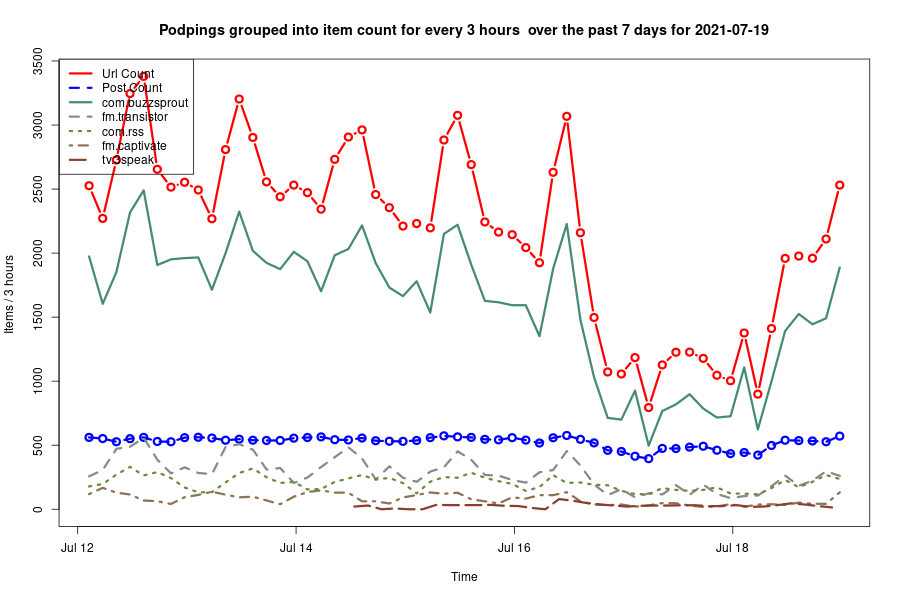 Podpings grouped into item count for every 3 hours over the past 7 days for 2021-07-19
Items / 3 hours
3500
3000
2500
2000
1500
1000
500
0
Url Count
Post Count
com.buzzsprout
fm.transistor
com.rss
fm.captivate
tv.3speak
Jul 12
Jul 14
Jul 16
Jul 18
Time